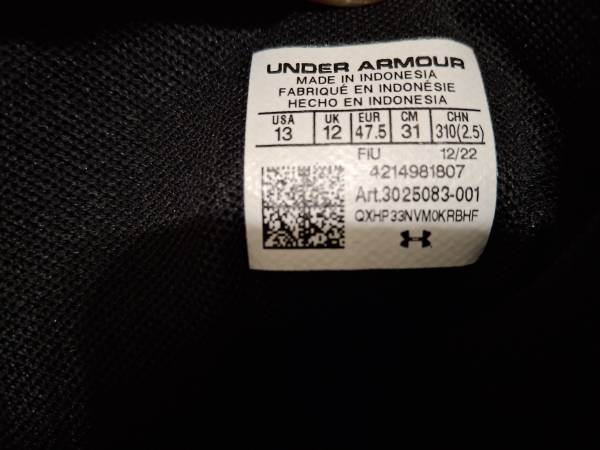 UNDER ARMOUR
MADE IN INDONESIA
FABRIQUÉ EN INDONÉSIE
HECHO EN INDONESIA
USA UK EUR CM CHN
13 12 47.5 31 310(2.5)
FIU 12/22
4214981807
Art.3025083-001
QXHP33NVM0KRBHF